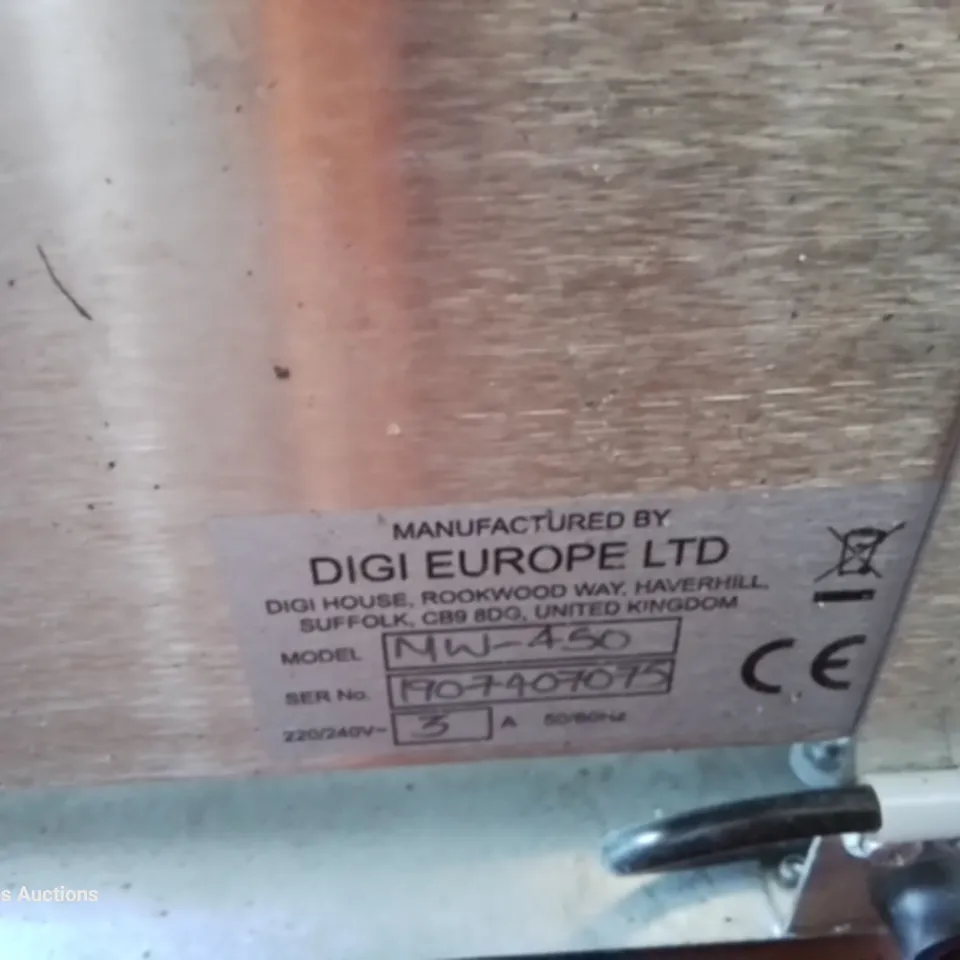 MANUFACTURED BY
DIGI EUROPE LTD
DIGI HOUSE, ROOKWOOD WAY, HAVERHILL,
SUFFOLK, CB9 8DG, UNITED KINGDOM
MODEL MW-450
SER No. 1907407075
220/240V~ 3 A 50/60Hz
CE
s Auctions